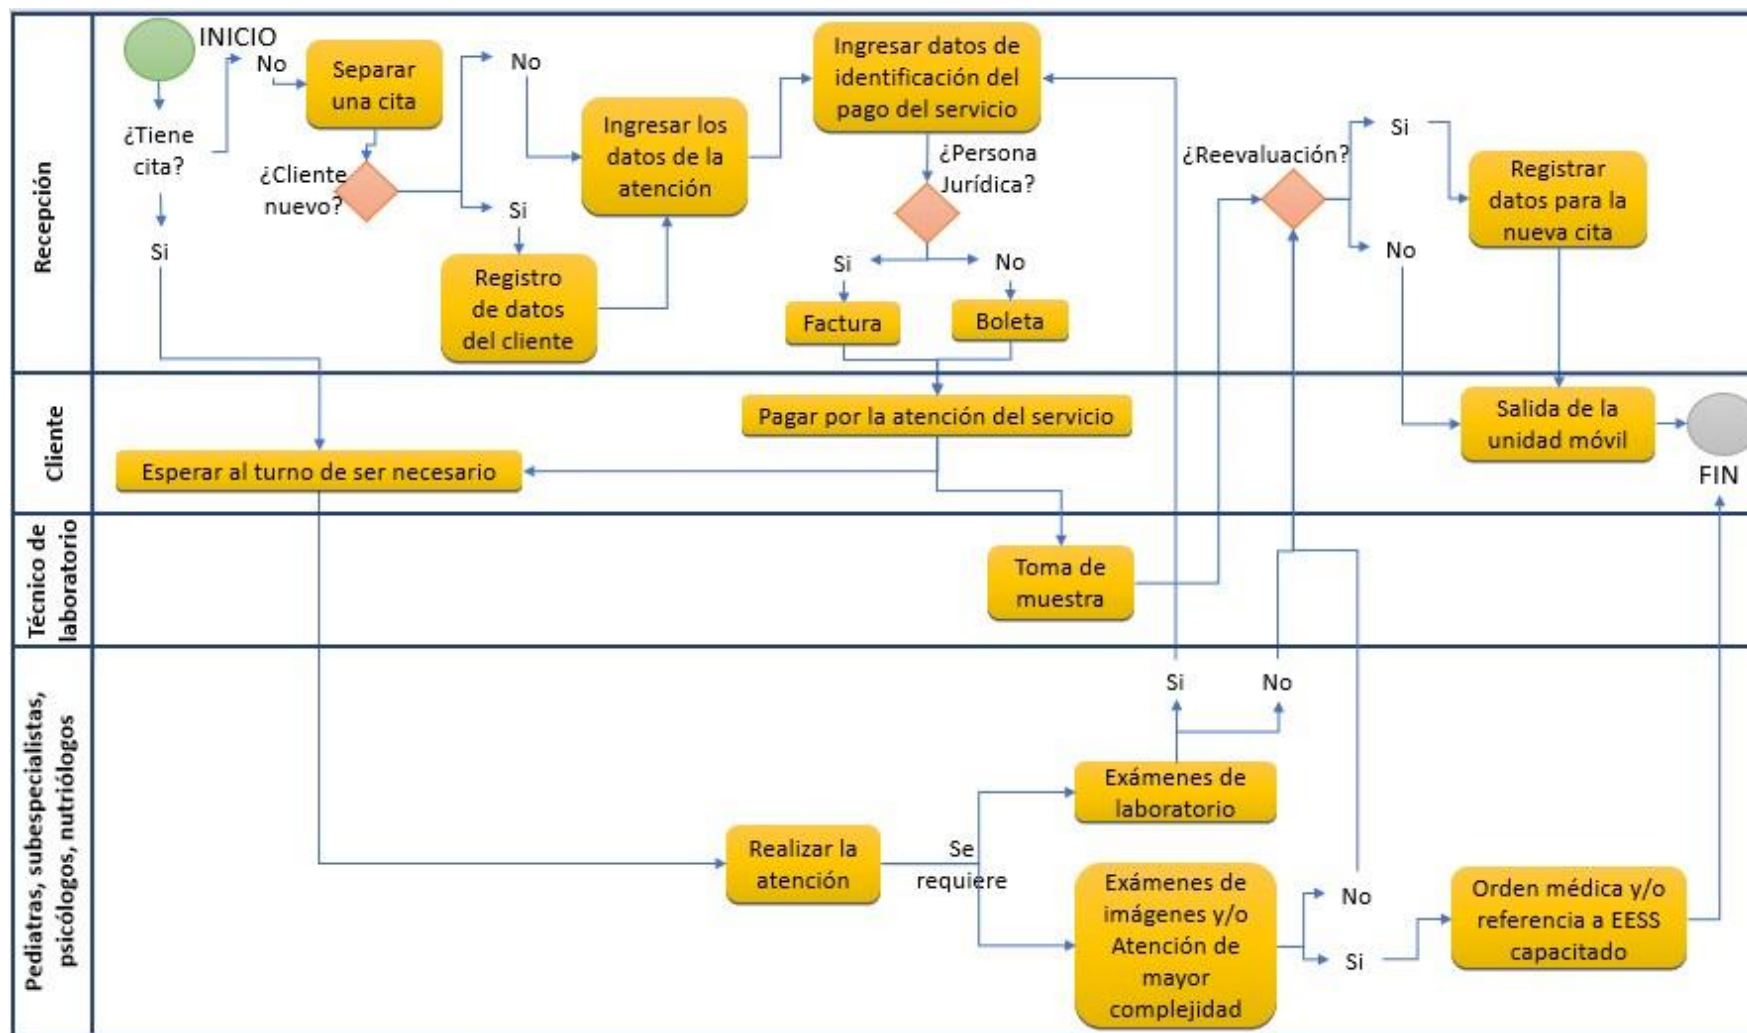 Recepción
INICIO
¿Tiene
cita?
No
Si
Separar
una cita
¿Cliente
nuevo?
No
Si
Registro
de datos
del cliente
Ingresar los
datos de la
atención
Ingresar datos de
identificación del
pago del servicio
¿Persona
Jurídica?
Si
No
Factura
Boleta
¿Reevaluación?
Si
No
Registrar
datos para la
nueva cita
Cliente
Pagar por la atención del servicio
Esperar al turno de ser necesario
Salida de la
unidad móvil
FIN
Técnico de
laboratorio
Toma de
muestra
Pediatras, subespecialistas,
psicólogos, nutriólogos
Si
No
Realizar la
atención
Se
requiere
Exámenes de
laboratorio
Exámenes de
imágenes y/o
Atención de
mayor
complejidad
No
Si
Orden médica y/o
referencia a EESS
capacitado